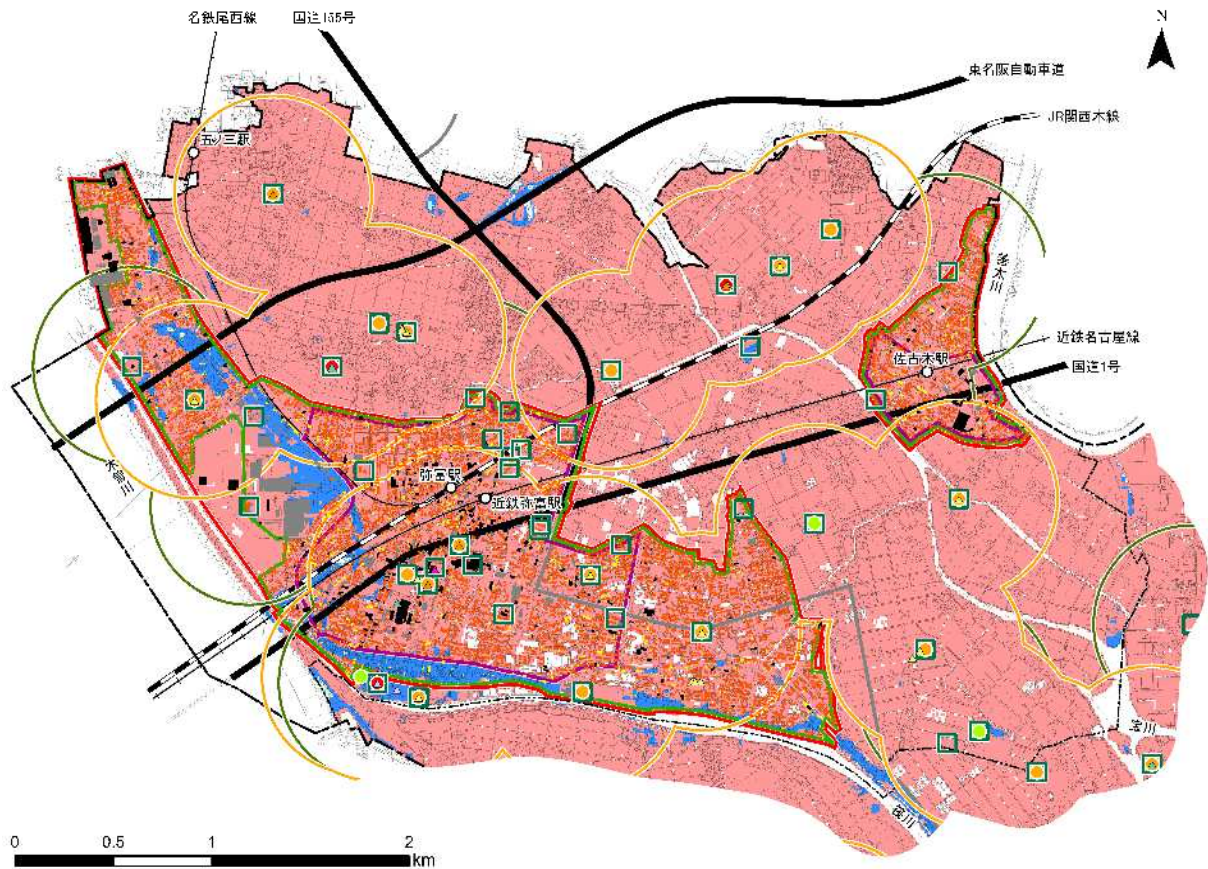 名鉄尾西線
国道155号
N
東名阪自動車道
JR関西本線
五ノ三駅
近鉄名古屋線
国道1号
佐古木駅
木曽川
弥富駅
近鉄弥富駅
宝川
筏川
0 0.5 1 2
km